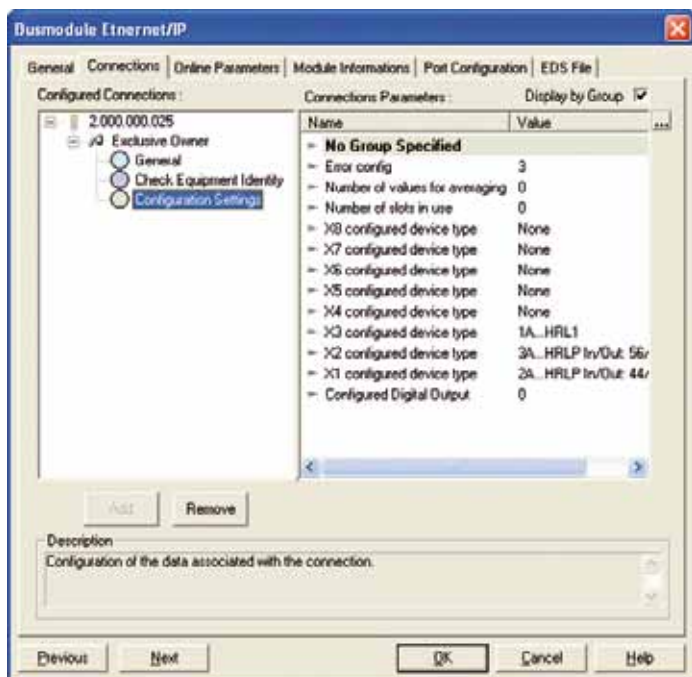 Busmodule Ethernet/IP
General Connections Online Parameters Module Informations Port Configuration EDS File
Configured Connections :
Connections Parameters : Display by Group
2.000.000.025
Exclusive Owner
General
Check Equipment Identity
Configuration Settings
Name Value ...
No Group Specified
Error config 3
Number of values for averaging 0
Number of slots in use 0
X8 configured device type None
X7 configured device type None
X6 configured device type None
X5 configured device type None
X4 configured device type None
X3 configured device type 1A...HRL1
X2 configured device type 3A...HRLP In/Out: 56/
X1 configured device type 2A...HRLP In/Out: 44/
Configured Digital Output 0
Add Remove
Description
Configuration of the data associated with the connection.
Previous Next OK Cancel Help